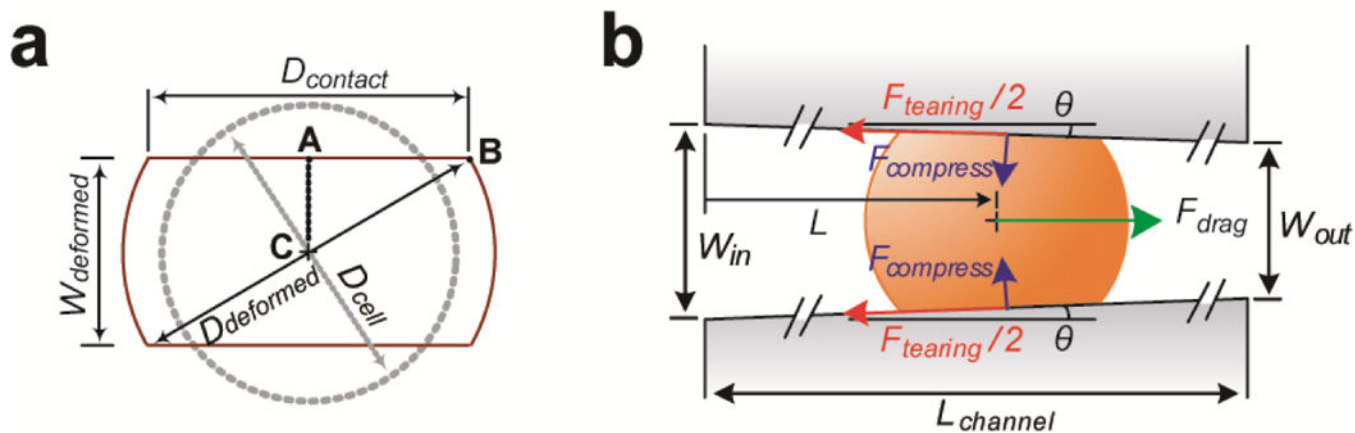 a
D_contact
A
B
W_deformed
C
D_deformed
D_cell
b
F_tearing /2
θ
F_compress
L
F_drag
W_in
W_out
F_compress
F_tearing /2
θ
L_channel